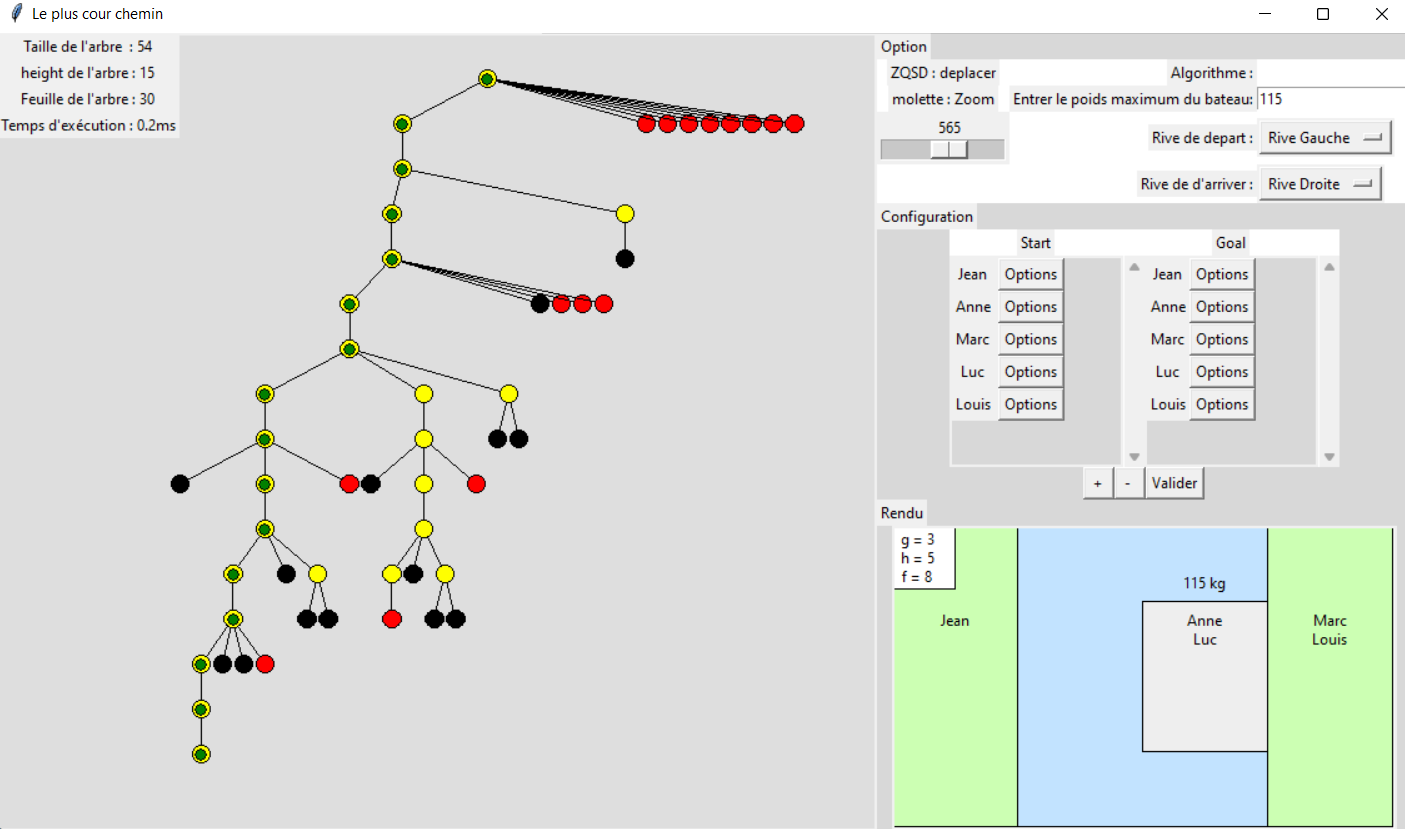 Le plus cour chemin
Taille de l'arbre : 54
height de l'arbre : 15
Feuille de l'arbre : 30
Temps d'exécution : 0.2ms
Option
ZQSD : deplacer
Algorithme :
molette : Zoom
Entrer le poids maximum du bateau: 115
565
Rive de depart : Rive Gauche
Rive de d'arriver : Rive Droite
Configuration
Start
Goal
Jean Options Jean Options
Anne Options Anne Options
Marc Options Marc Options
Luc Options Luc Options
Louis Options Louis Options
+ - Valider
Rendu
g = 3
h = 5
f = 8
115 kg
Jean
Anne
Luc
Marc
Louis